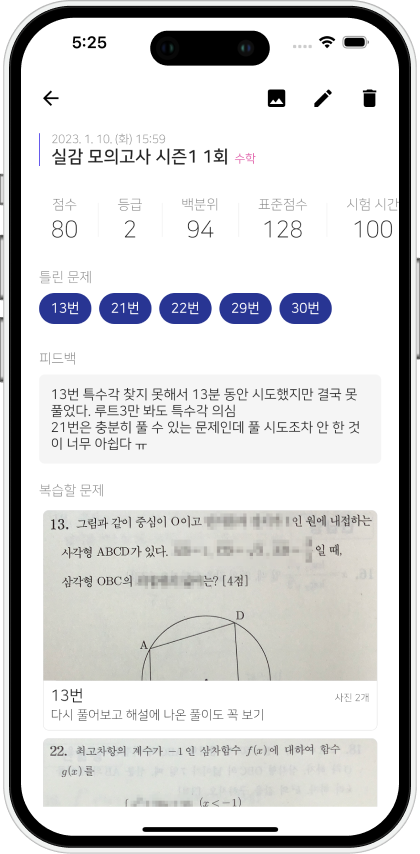 5:25
2023. 1. 10. (화) 15:59
실감 모의고사 시즌1 1회 수학
점수 등급 백분위 표준점수 시험 시간
80 2 94 128 100
틀린 문제
13번 21번 22번 29번 30번
피드백
13번 특수각 찾지 못해서 13분 동안 시도했지만 결국 못
풀었다. 루트3만 봐도 특수각 의심
21번은 충분히 풀 수 있는 문제인데 풀 시도조차 안 한 것
이 너무 아쉽다 ㅠ
복습할 문제
13. 그림과 같이 중심이 O이고 1인 원에 내접하는
사각형 ABCD가 있다. 일 때,
삼각형 OBC의 는? [4점]
D
A
13번 사진 2개
다시 풀어보고 해설에 나온 풀이도 꼭 보기
22. 최고차항의 계수가 −1인 삼차함수 f(x)에 대하여 함수
g(x)를
(x<−1)